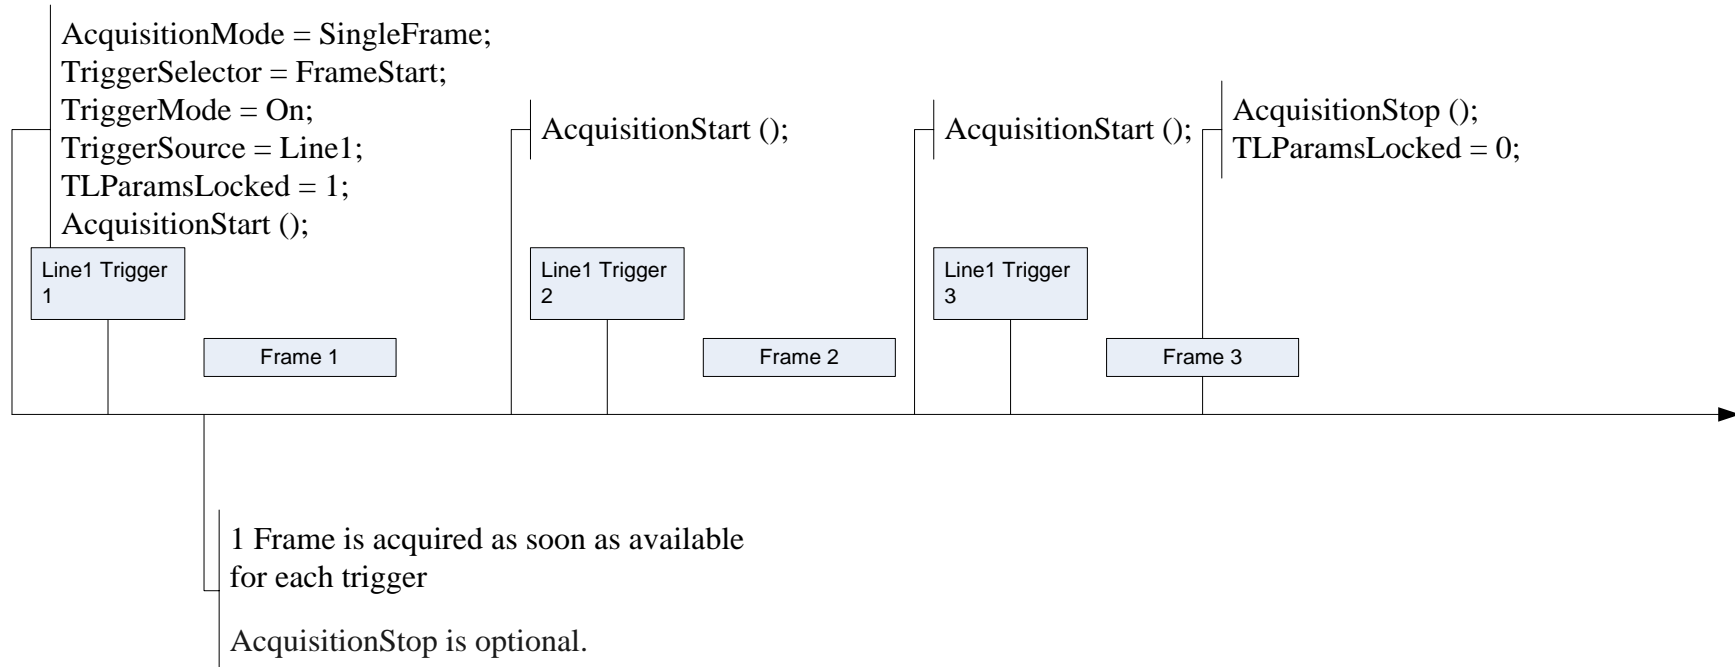 AcquisitionMode = SingleFrame;
TriggerSelector = FrameStart;
TriggerMode = On;
TriggerSource = Line1;
TLParamsLocked = 1;
AcquisitionStart ();
AcquisitionStart ();
AcquisitionStart ();
AcquisitionStop ();
TLParamsLocked = 0;
Line1 Trigger
1
Line1 Trigger
2
Line1 Trigger
3
Frame 1
Frame 2
Frame 3
1 Frame is acquired as soon as available
for each trigger
AcquisitionStop is optional.